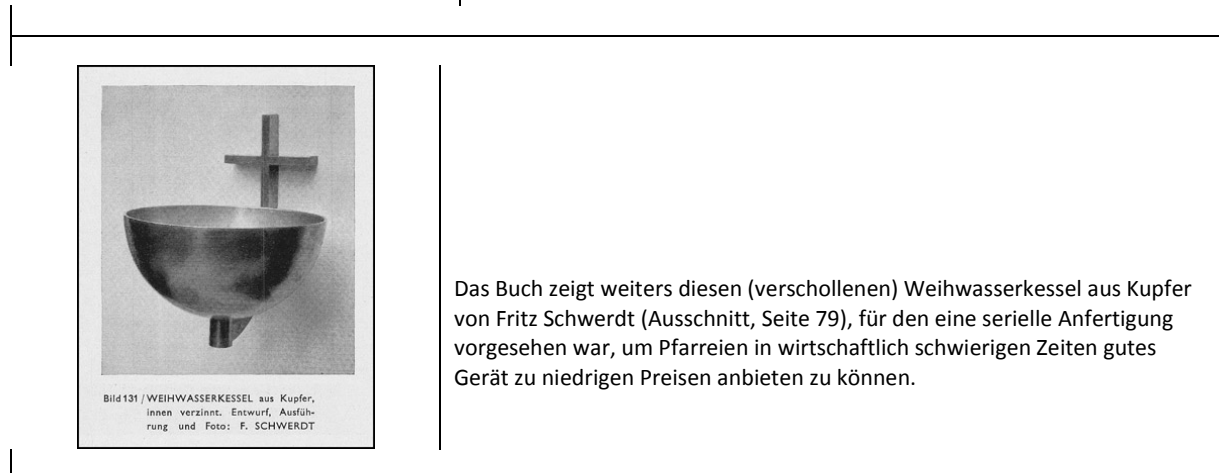 Bild 131 / WEIHWASSERKESSEL aus Kupfer,
innen verzinnt. Entwurf, Ausfüh-
rung und Foto: F. SCHWERDT
Das Buch zeigt weiters diesen (verschollenen) Weihwasserkessel aus Kupfer
von Fritz Schwerdt (Ausschnitt, Seite 79), für den eine serielle Anfertigung
vorgesehen war, um Pfarreien in wirtschaftlich schwierigen Zeiten gutes
Gerät zu niedrigen Preisen anbieten zu können.